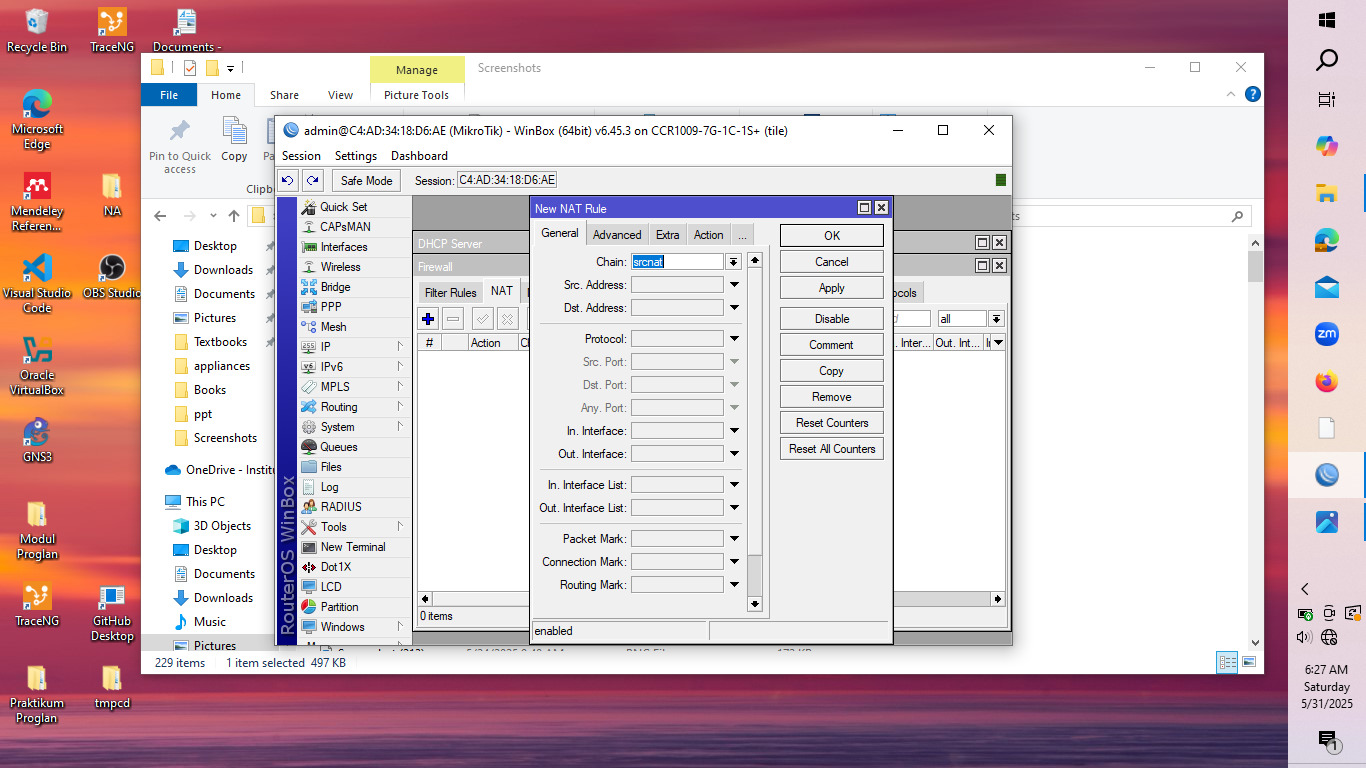 Recycle Bin
TraceNG
Documents -
Microsoft
Edge
Mendeley
Referen...
NA
Visual Studio
Code
OBS Studio
Oracle
VirtualBox
GNS3
Modul
Proglan
TraceNG
GitHub
Desktop
Praktikum
Proglan
tmpcd
Manage
Screenshots
File
Home
Share
View
Picture Tools
Pin to Quick
access
Copy
Clipb
Desktop
Downloads
Documents
Pictures
Textbooks
appliances
Books
ppt
Screenshots
OneDrive - Institu
This PC
3D Objects
Desktop
Documents
Downloads
Music
Pictures
229 items
1 item selected 497 KB
admin@C4:AD:34:18:D6:AE (MikroTik) - WinBox (64bit) v6.45.3 on CCR1009-7G-1C-1S+ (tile)
Session
Settings
Dashboard
Safe Mode
Session:
C4:AD:34:18:D6:AE
RouterOS WinBox
Quick Set
CAPsMAN
Interfaces
Wireless
Bridge
PPP
Mesh
IP
IPv6
MPLS
Routing
System
Queues
Files
Log
RADIUS
Tools
New Terminal
Dot1X
LCD
Partition
Windows
DHCP Server
Firewall
Filter Rules
NAT
ocols
all
#
Action
. Inter...
Out. Int...
0 items
New NAT Rule
General
Advanced
Extra
Action
...
Chain:
srcnat
Src. Address:
Dst. Address:
Protocol:
Src. Port:
Dst. Port:
Any. Port:
In. Interface:
Out. Interface:
In. Interface List:
Out. Interface List:
Packet Mark:
Connection Mark:
Routing Mark:
enabled
OK
Cancel
Apply
Disable
Comment
Copy
Remove
Reset Counters
Reset All Counters
zm
6:27 AM
Saturday
5/31/2025
1